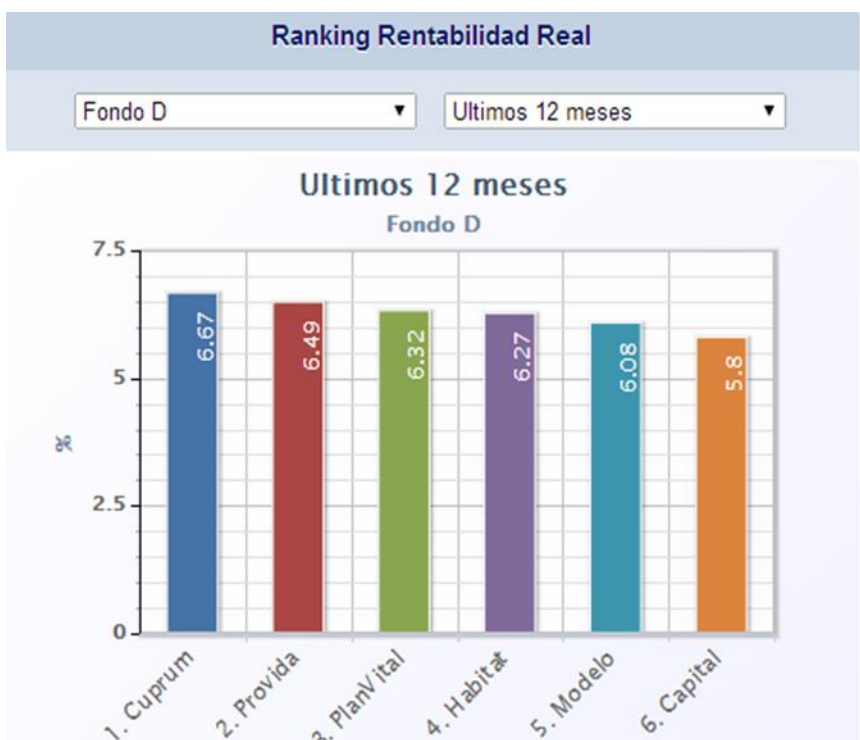 Ranking Rentabilidad Real
Fondo D
Ultimos 12 meses
Ultimos 12 meses
Fondo D
7.5
5
2.5
0
%
6.67
6.49
6.32
6.27
6.08
5.8
1. Cuprum
2. Provida
3. PlanVital
4. Habitat
5. Modelo
6. Capital